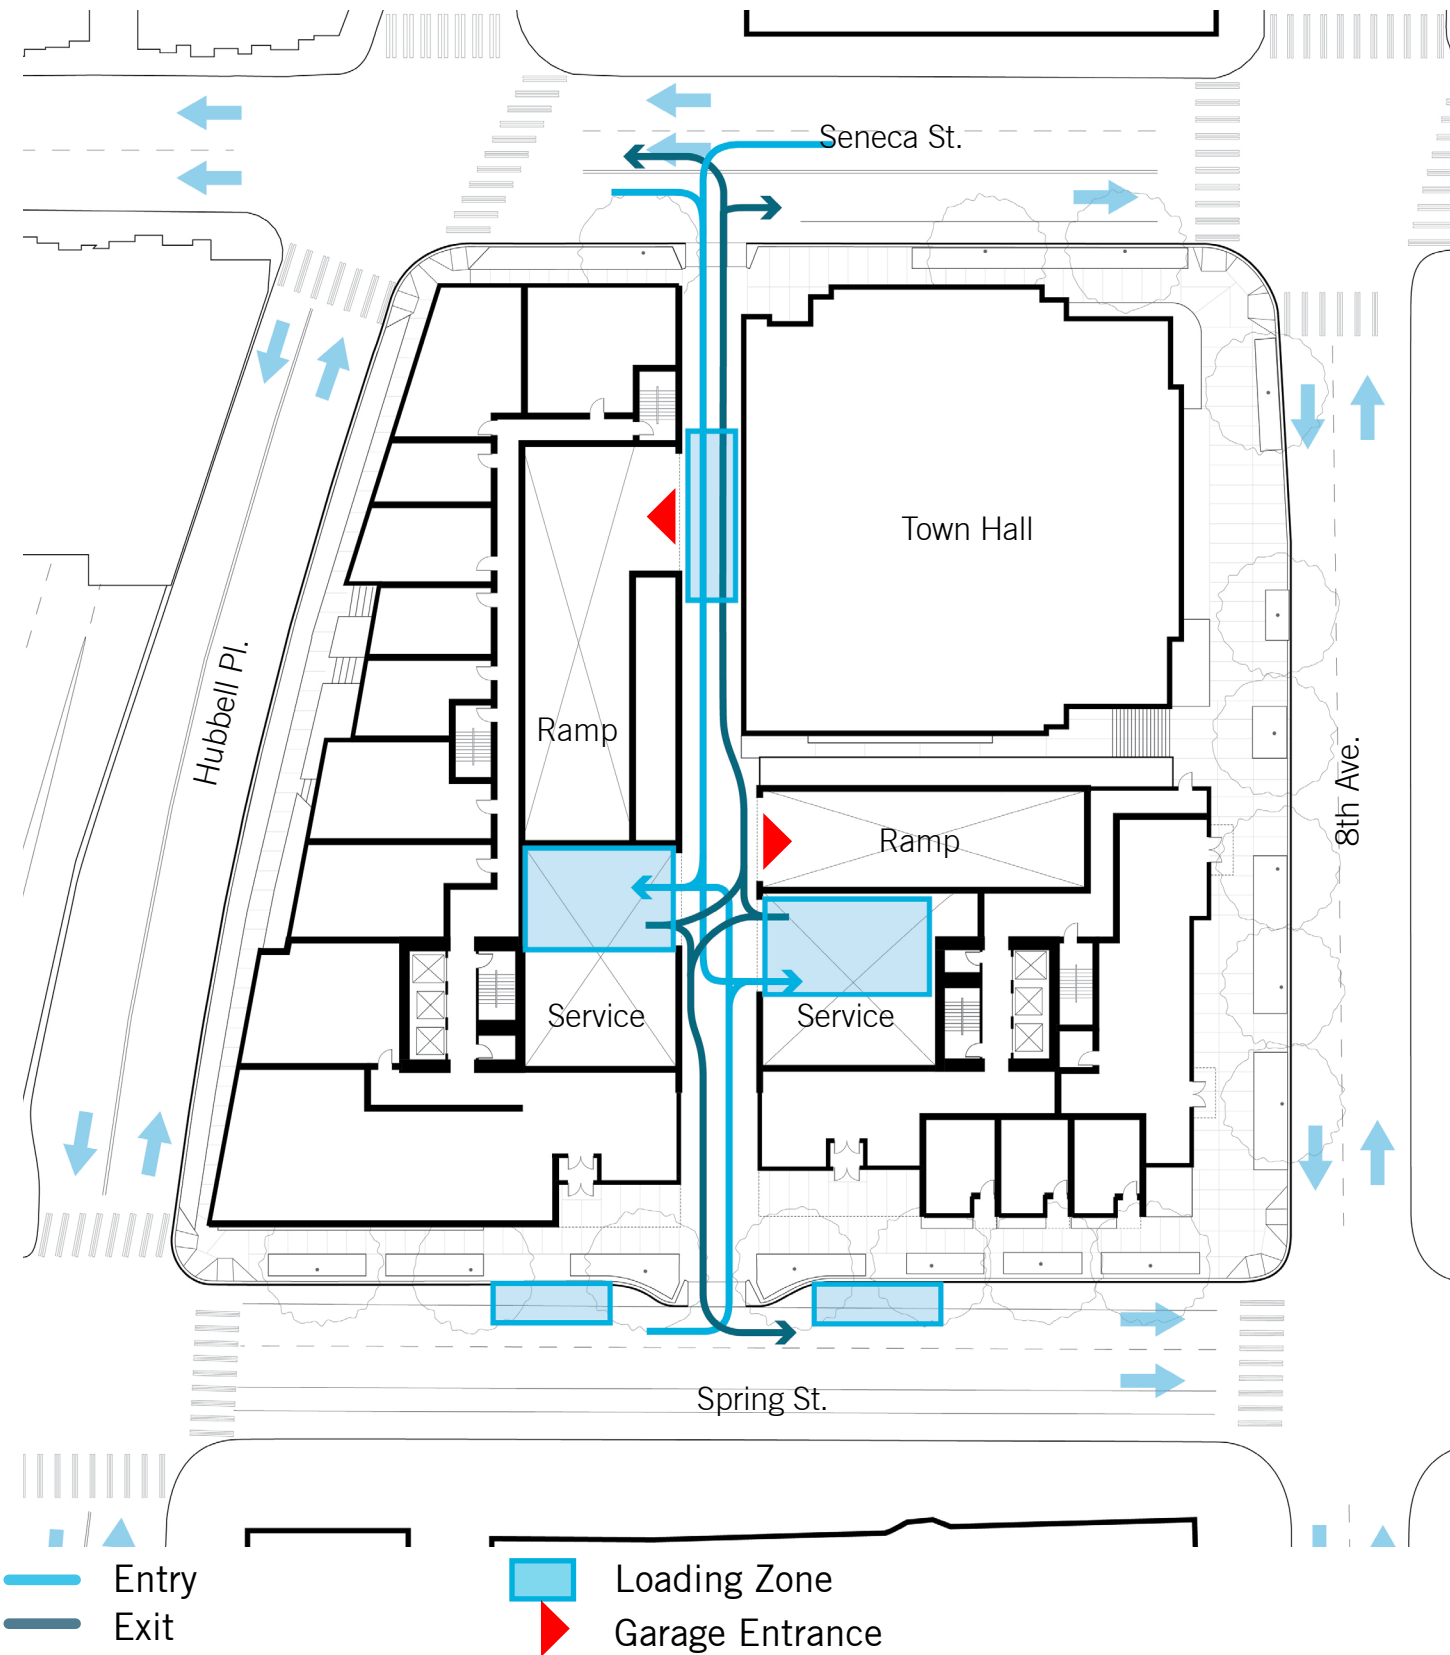 Seneca St.
Town Hall
Hubbell Pl.
Ramp
8th Ave.
Ramp
Service
Service
Spring St.
Entry
Loading Zone
Exit
Garage Entrance